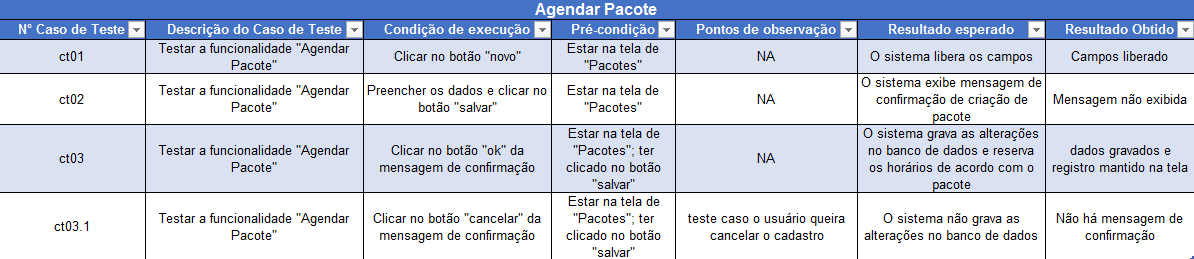 Agendar Pacote
N° Caso de Teste Descrição do Caso de Teste Condição de execução Pré-condição Pontos de observação Resultado esperado Resultado Obtido
ct01
Testar a funcionalidade "Agendar
Pacote"
Clicar no botão "novo"
Estar na tela de
"Pacotes"
NA
O sistema libera os campos
Campos liberado
ct02
Testar a funcionalidade "Agendar
Pacote"
Preencher os dados e clicar no
botão "salvar"
Estar na tela de
"Pacotes"
NA
O sistema exibe mensagem de
confirmação de criação de
pacote
Mensagem não exibida
ct03
Testar a funcionalidade "Agendar
Pacote"
Clicar no botão "ok" da
mensagem de confirmação
Estar na tela de
"Pacotes"; ter
clicado no botão
"salvar"
NA
O sistema grava as alterações
no banco de dados e reserva
os horários de acordo com o
pacote
dados gravados e
registro mantido na tela
ct03.1
Testar a funcionalidade "Agendar
Pacote"
Clicar no botão "cancelar" da
mensagem de confirmação
Estar na tela de
"Pacotes"; ter
clicado no botão
"salvar"
teste caso o usuário queira
cancelar o cadastro
O sistema não grava as
alterações no banco de dados
Não há mensagem de
confirmação